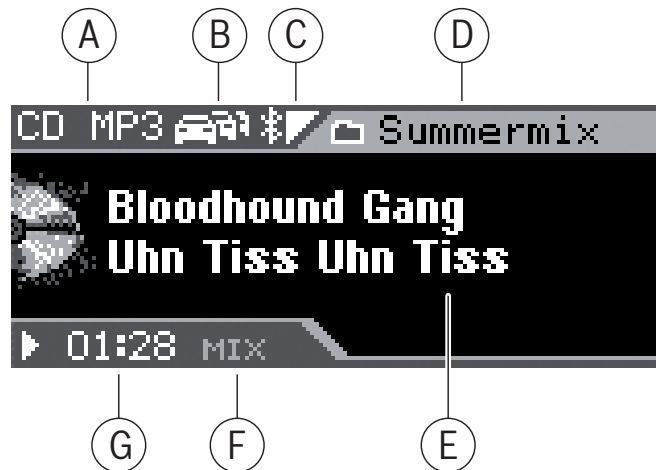 A B C D
CD MP3 Summermix
Bloodhound Gang
Uhn Tiss Uhn Tiss
01:28 MIX
G F E